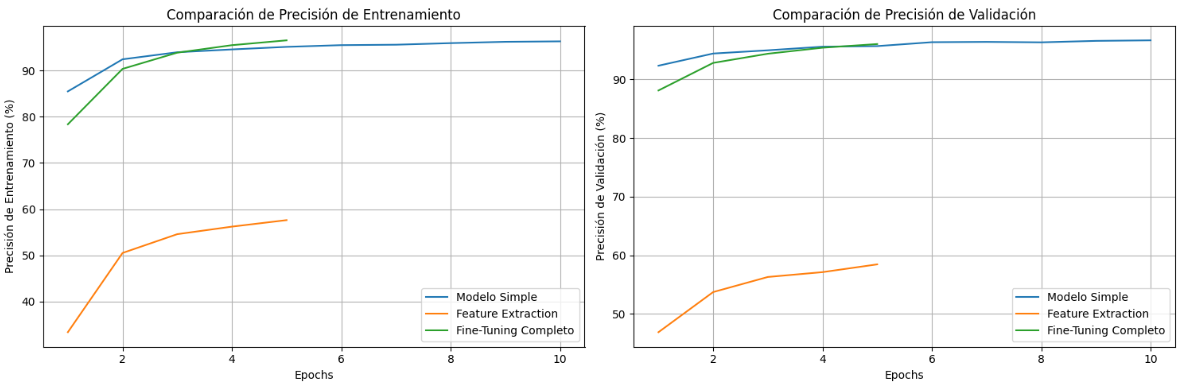 Comparación de Precisión de Entrenamiento
Precisión de Entrenamiento (%)
90
80
70
60
50
40
2 4 6 8 10
Epochs
Modelo Simple
Feature Extraction
Fine-Tuning Completo
Comparación de Precisión de Validación
Precisión de Validación (%)
90
80
70
60
50
2 4 6 8 10
Epochs
Modelo Simple
Feature Extraction
Fine-Tuning Completo